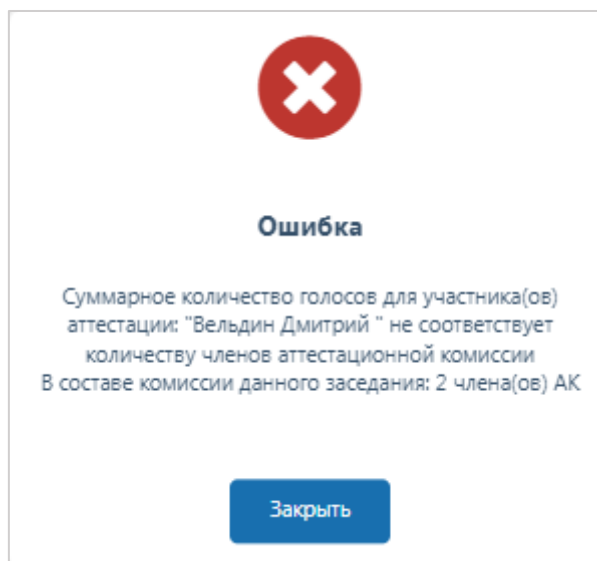 Ошибка
Суммарное количество голосов для участника(ов)
аттестации: "Вельдин Дмитрий " не соответствует
количеству членов аттестационной комиссии
В составе комиссии данного заседания: 2 члена(ов) АК
Закрыть